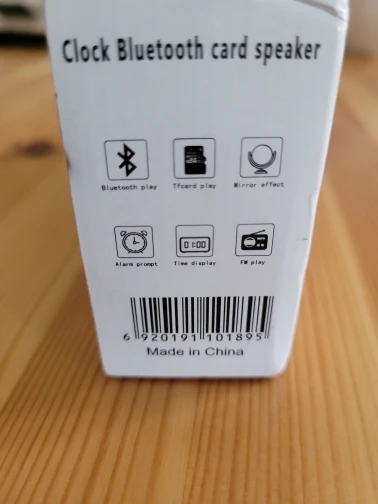 Clock Bluetooth card speaker
Bluetooth play Tfcard play Mirror effect
0 1:00
Alarm prompt Time display FM play
6 920191 101895
Made in China